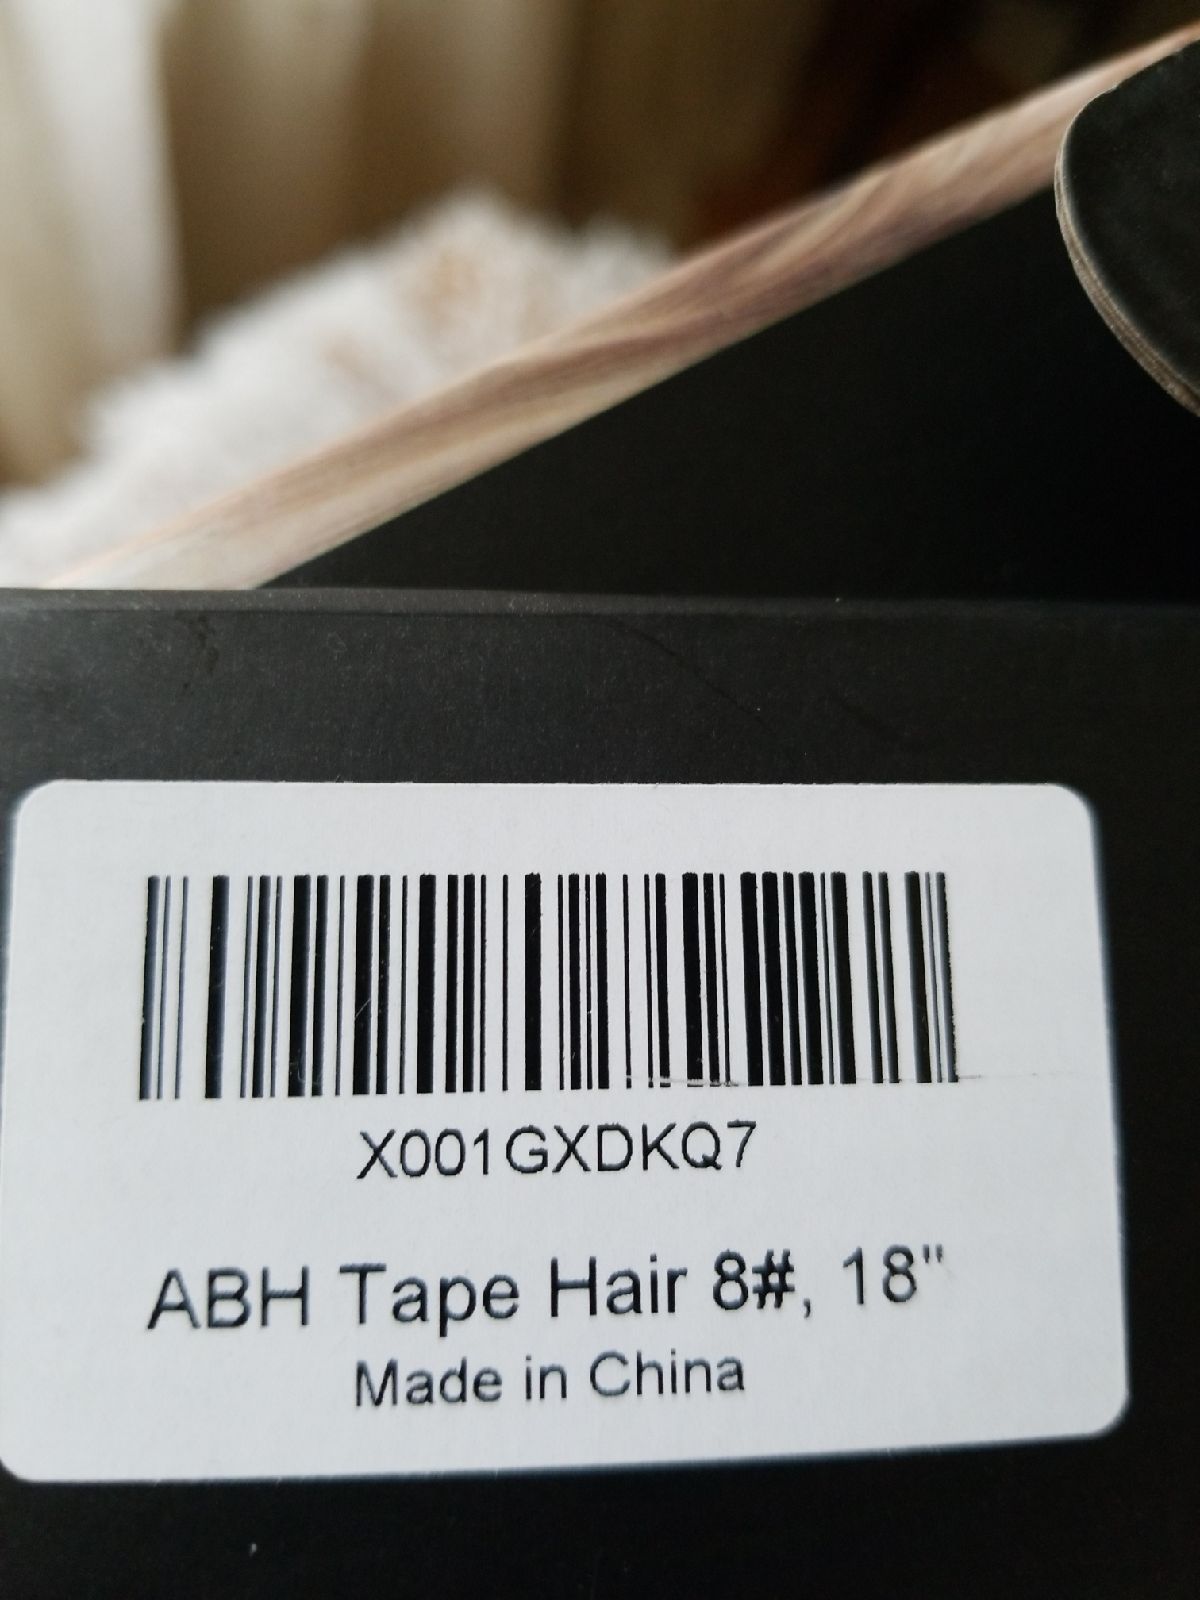 X001GXDKQ7
ABH Tape Hair 8#, 18"
Made in China